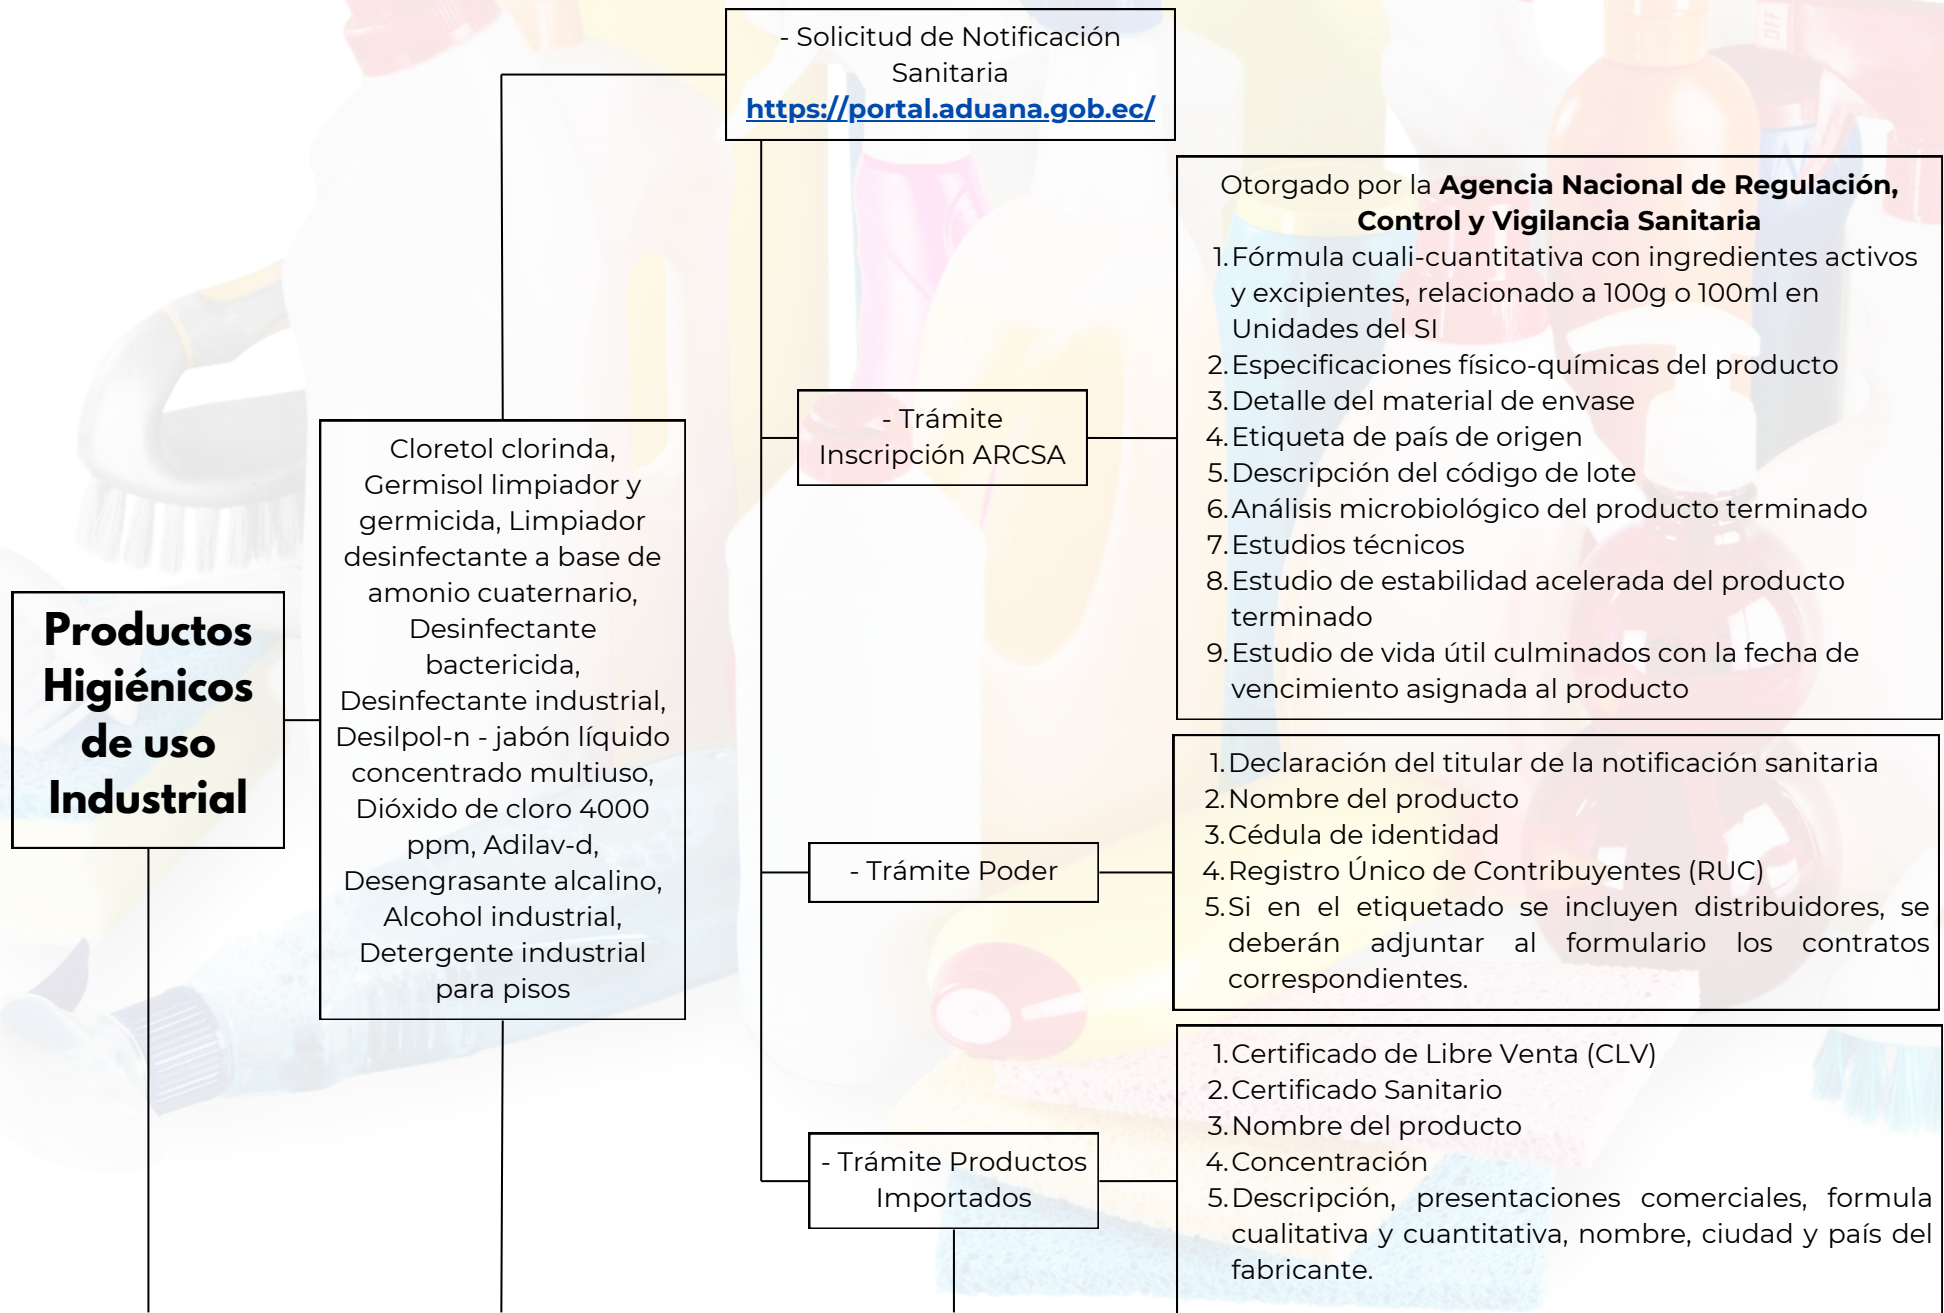 - Solicitud de Notificación
Sanitaria
https://portal.aduana.gob.ec/
Otorgado por la Agencia Nacional de Regulación,
Control y Vigilancia Sanitaria
1. Fórmula cuali-cuantitativa con ingredientes activos
y excipientes, relacionado a 100g o 100ml en
Unidades del SI
2. Especificaciones físico-químicas del producto
3. Detalle del material de envase
4. Etiqueta de país de origen
5. Descripción del código de lote
6. Análisis microbiológico del producto terminado
7. Estudios técnicos
8. Estudio de estabilidad acelerada del producto
terminado
9. Estudio de vida útil culminados con la fecha de
vencimiento asignada al producto
- Trámite
Inscripción ARCSA
Cloretol clorinda,
Germisol limpiador y
germicida, Limpiador
desinfectante a base de
amonio cuaternario,
Desinfectante
bactericida,
Desinfectante industrial,
Desilpol-n - jabón líquido
concentrado multiuso,
Dióxido de cloro 4000
ppm, Adilav-d,
Desengrasante alcalino,
Alcohol industrial,
Detergente industrial
para pisos
Productos
Higiénicos
de uso
Industrial
1. Declaración del titular de la notificación sanitaria
2. Nombre del producto
3. Cédula de identidad
4. Registro Único de Contribuyentes (RUC)
5. Si en el etiquetado se incluyen distribuidores, se
deberán adjuntar al formulario los contratos
correspondientes.
- Trámite Poder
1. Certificado de Libre Venta (CLV)
2. Certificado Sanitario
3. Nombre del producto
4. Concentración
5. Descripción, presentaciones comerciales, formula
cualitativa y cuantitativa, nombre, ciudad y país del
fabricante.
- Trámite Productos
Importados
OFF